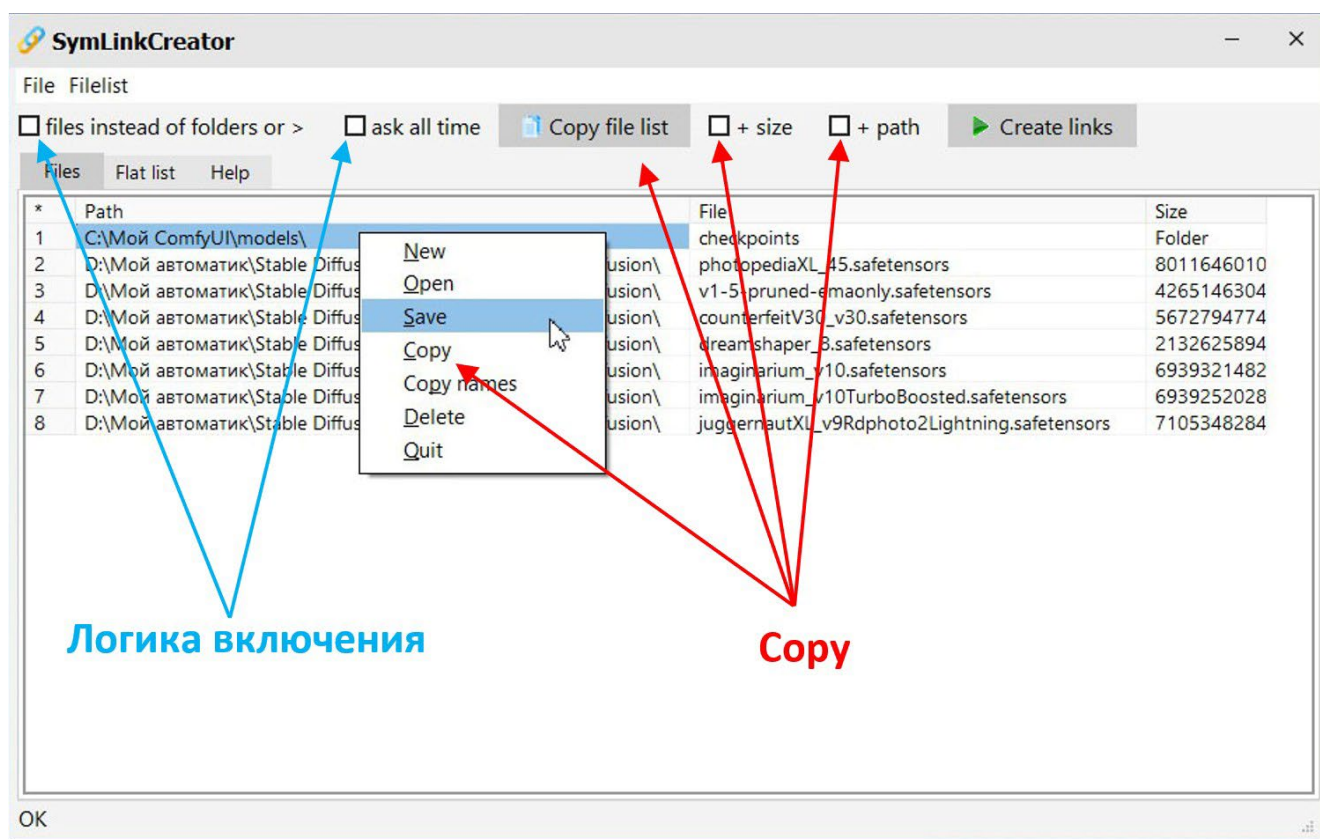 SymLinkCreator
File Filelist
files instead of folders or > ask all time Copy file list + size + path Create links
Files Flat list Help
* Path File Size
1 C:\Мой ComfyUI\models\ checkpoints Folder
2 D:\Мой автоматик\Stable Diffus usion\ photopediaXL_45.safetensors 8011646010
3 D:\Мой автоматик\Stable Diffus usion\ v1-5-pruned-emaonly.safetensors 4265146304
4 D:\Мой автоматик\Stable Diffus usion\ counterfeitV30_v30.safetensors 5672794774
5 D:\Мой автоматик\Stable Diffus usion\ dreamshaper_8.safetensors 2132625894
6 D:\Мой автоматик\Stable Diffus usion\ imaginarium_v10.safetensors 6939321482
7 D:\Мой автоматик\Stable Diffus usion\ imaginarium_v10TurboBoosted.safetensors 6939252028
8 D:\Мой автоматик\Stable Diffus usion\ juggernautXL_v9Rdphoto2Lightning.safetensors 7105348284
New
Open
Save
Copy
Copy names
Delete
Quit
Логика включения
Copy
OK